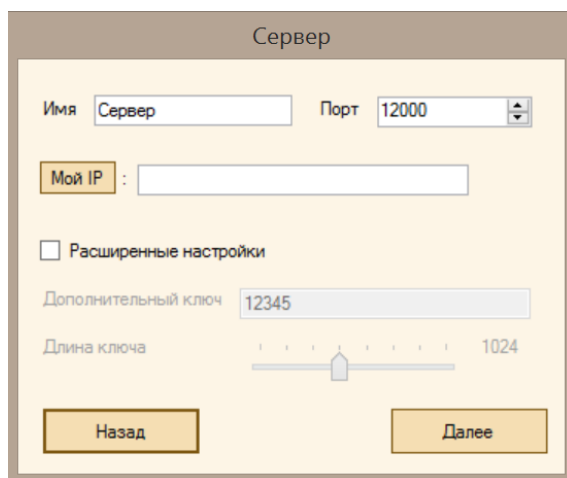 Сервер
Имя Сервер Порт 12000
Мой IP :
Расширенные настройки
Дополнительный ключ 12345
Длина ключа 1024
Назад Далее